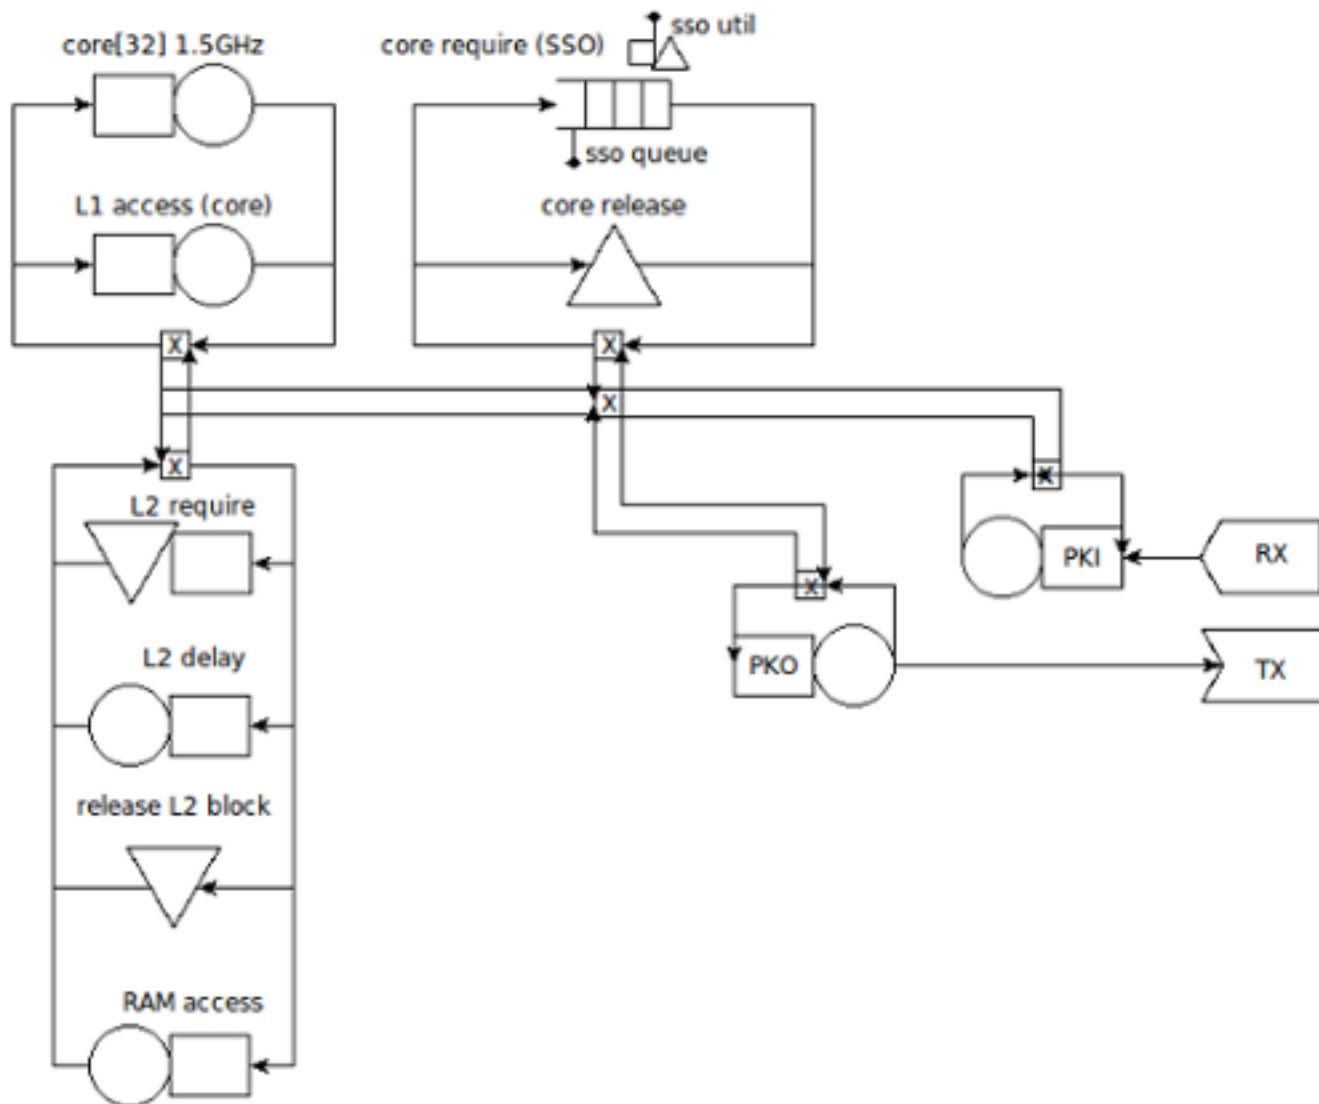 core[32] 1.5GHz
core require (SSO)
sso util
sso queue
L1 access (core)
core release
X
X
X
X
X
L2 require
PKI
RX
X
L2 delay
PKO
TX
release L2 block
RAM access